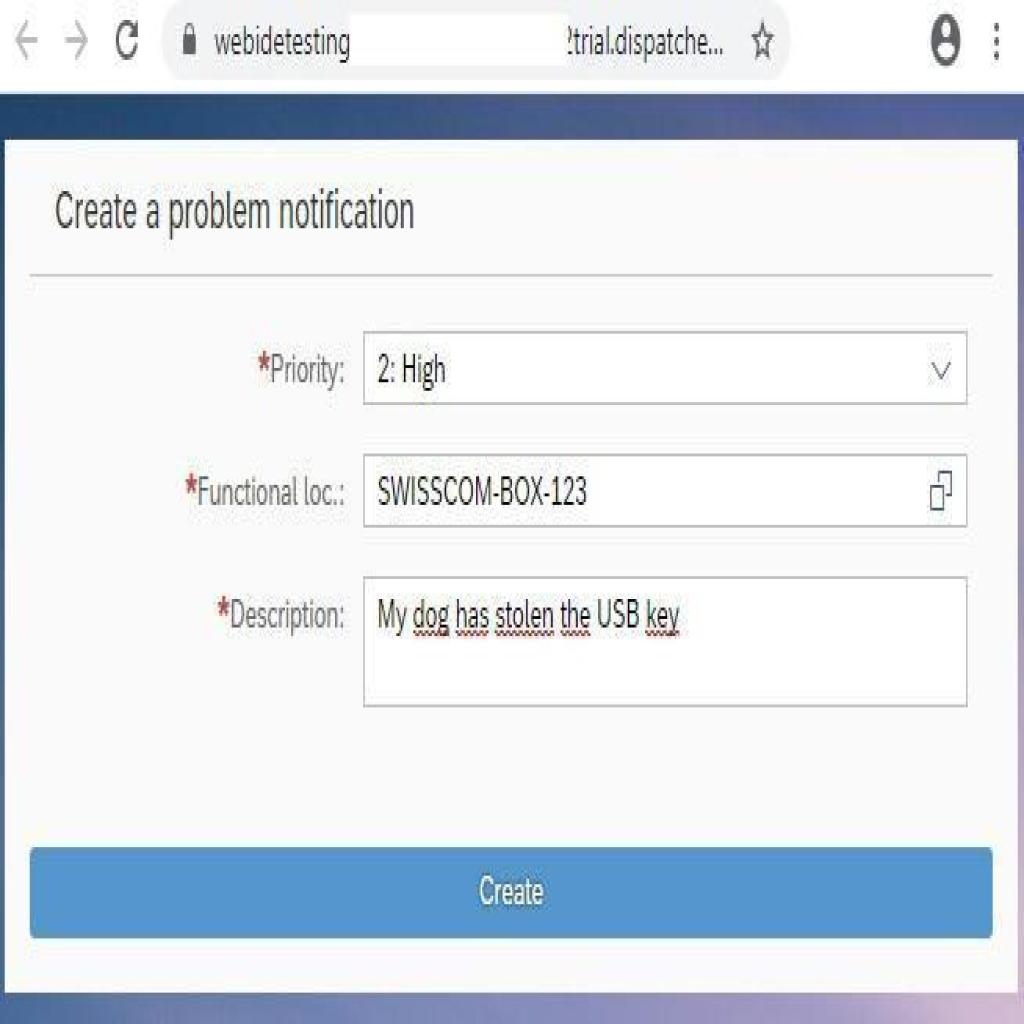 webidetesting
trial.dispatche...
Create a problem notification
*Priority: 2: High
*Functional loc.: SWISSCOM-BOX-123
*Description: My dog has stolen the USB key
Create